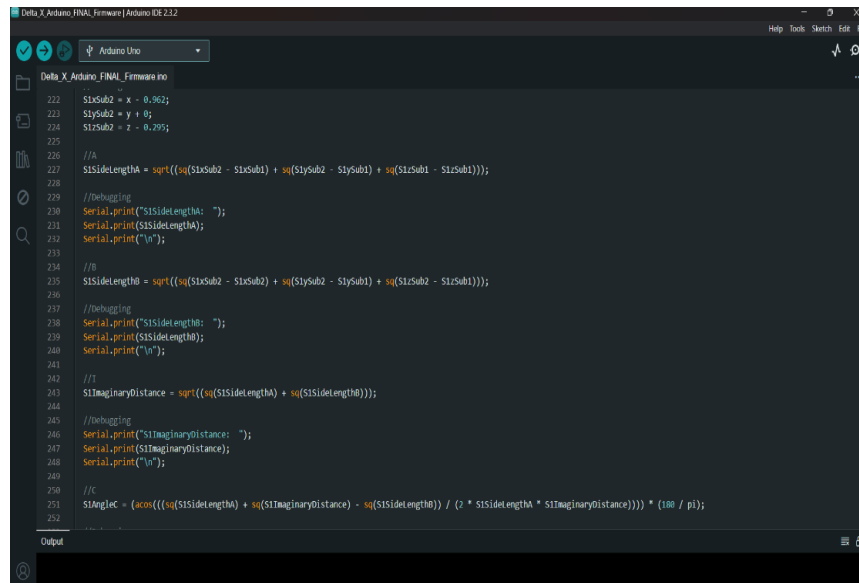 Delta_X_Arduino_FINAL_Firmware | Arduino IDE 2.3.2
Help Tools Sketch Edit
Arduino Uno
Delta_X_Arduino_FINAL_Firmware.ino
222 S1xSub2 = x - 0.962;
223 S1ySub2 = y + 0;
224 S1zSub2 = z - 0.295;
225
226 //A
227 S1SideLengthA = sqrt((sq(S1xSub2 - S1xSub1) + sq(S1ySub2 - S1ySub1) + sq(S1zSub1 - S1zSub1)));
228
229 //Debugging
230 Serial.print("S1SideLengthA:  ");
231 Serial.print(S1SideLengthA);
232 Serial.print("\n");
233
234 //B
235 S1SideLengthB = sqrt((sq(S1xSub2 - S1xSub2) + sq(S1ySub2 - S1ySub1) + sq(S1zSub2 - S1zSub1)));
236
237 //Debugging
238 Serial.print("S1SideLengthB:  ");
239 Serial.print(S1SideLengthB);
240 Serial.print("\n");
241
242 //I
243 S1ImaginaryDistance = sqrt((sq(S1SideLengthA) + sq(S1SideLengthB)));
244
245 //Debugging
246 Serial.print("S1ImaginaryDistance:  ");
247 Serial.print(S1ImaginaryDistance);
248 Serial.print("\n");
249
250 //C
251 S1AngleC = (acos(((sq(S1SideLengthA) + sq(S1ImaginaryDistance) - sq(S1SideLengthB)) / (2 * S1SideLengthA * S1ImaginaryDistance)))) * (180 / pi);
252
Output